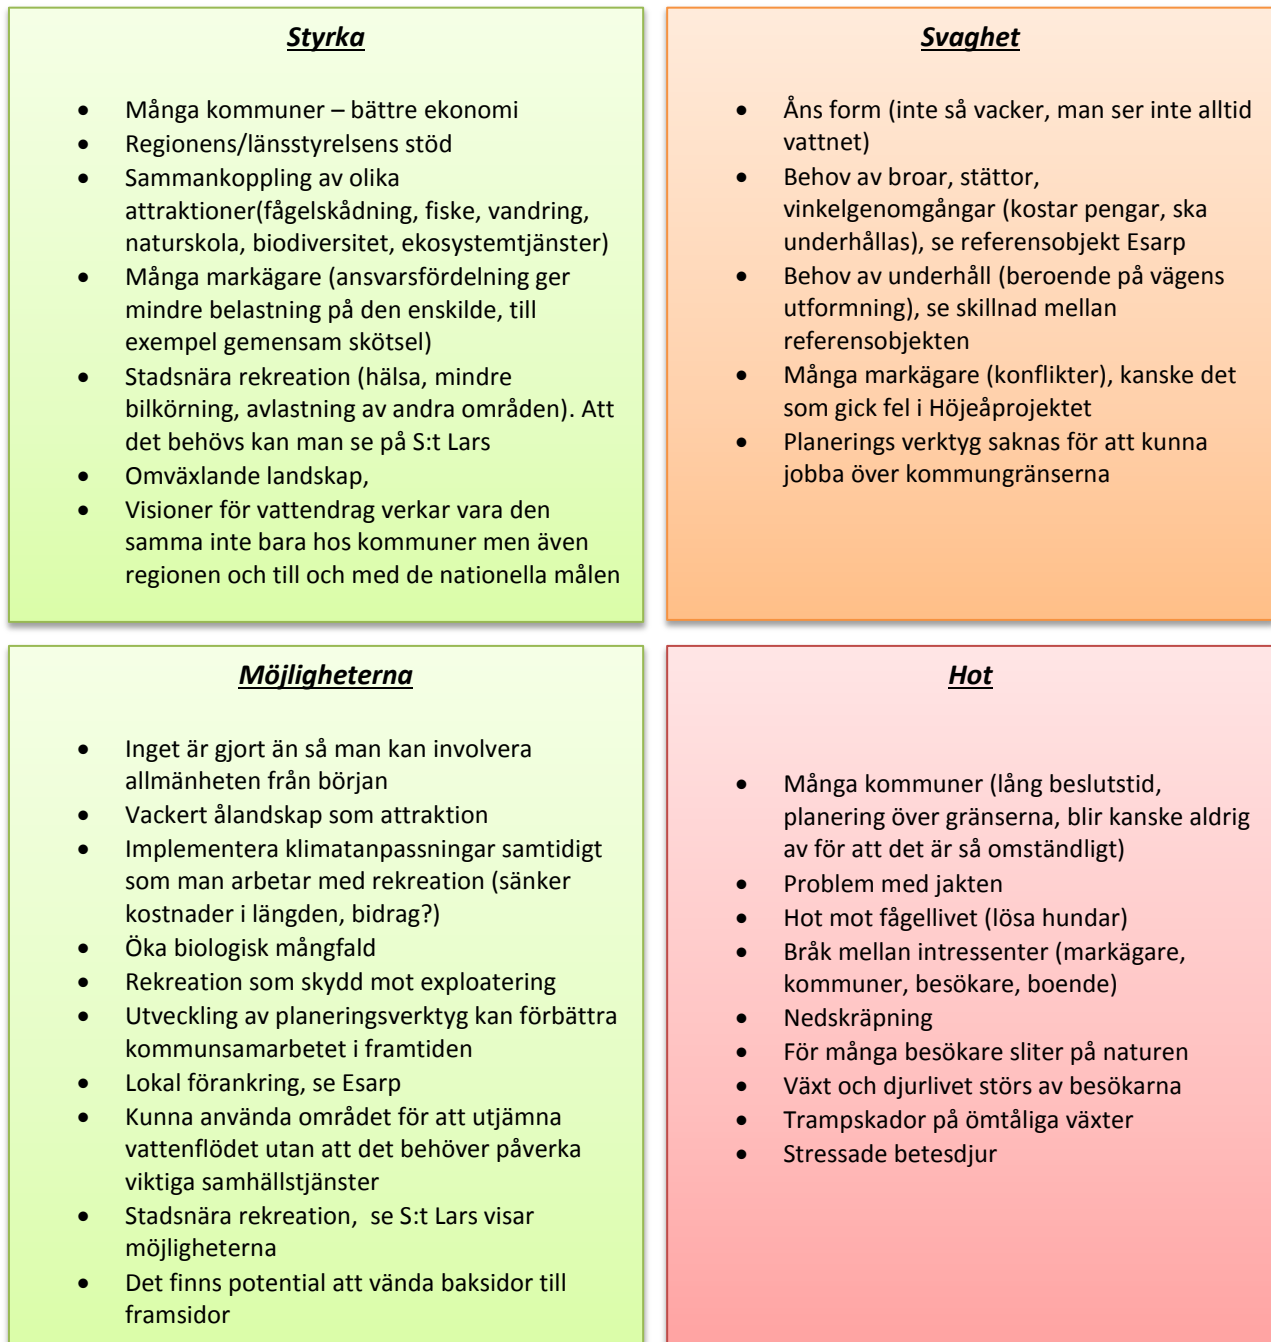 Styrka
• Många kommuner – bättre ekonomi
• Regionens/länsstyrelsens stöd
• Sammankoppling av olika
attraktioner(fågelskådning, fiske, vandring,
naturskola, biodiversitet, ekosystemtjänster)
• Många markägare (ansvarsfördelning ger
mindre belastning på den enskilde, till
exempel gemensam skötsel)
• Stadsnära rekreation (hälsa, mindre
bilkörning, avlastning av andra områden). Att
det behövs kan man se på S:t Lars
• Omväxlande landskap,
• Visioner för vattendrag verkar vara den
samma inte bara hos kommuner men även
regionen och till och med de nationella målen
Svaghet
• Åns form (inte så vacker, man ser inte alltid
vattnet)
• Behov av broar, stättor,
vinkelgenomgångar (kostar pengar, ska
underhållas), se referensobjekt Esarp
• Behov av underhåll (beroende på vägens
utformning), se skillnad mellan
referensobjekten
• Många markägare (konflikter), kanske det
som gick fel i Höjeåprojektet
• Planerings verktyg saknas för att kunna
jobba över kommungränserna
Möjligheterna
• Inget är gjort än så man kan involvera
allmänheten från början
• Vackert ålandskap som attraktion
• Implementera klimatanpassningar samtidigt
som man arbetar med rekreation (sänker
kostnader i längden, bidrag?)
• Öka biologisk mångfald
• Rekreation som skydd mot exploatering
• Utveckling av planeringsverktyg kan förbättra
kommunsamarbetet i framtiden
• Lokal förankring, se Esarp
• Kunna använda området för att utjämna
vattenflödet utan att det behöver påverka
viktiga samhällstjänster
• Stadsnära rekreation,  se S:t Lars visar
möjligheterna
• Det finns potential att vända baksidor till
framsidor
Hot
• Många kommuner (lång beslutstid,
planering över gränserna, blir kanske aldrig
av för att det är så omständligt)
• Problem med jakten
• Hot mot fågellivet (lösa hundar)
• Bråk mellan intressenter (markägare,
kommuner, besökare, boende)
• Nedskräpning
• För många besökare sliter på naturen
• Växt och djurlivet störs av besökarna
• Trampskador på ömtåliga växter
• Stressade betesdjur